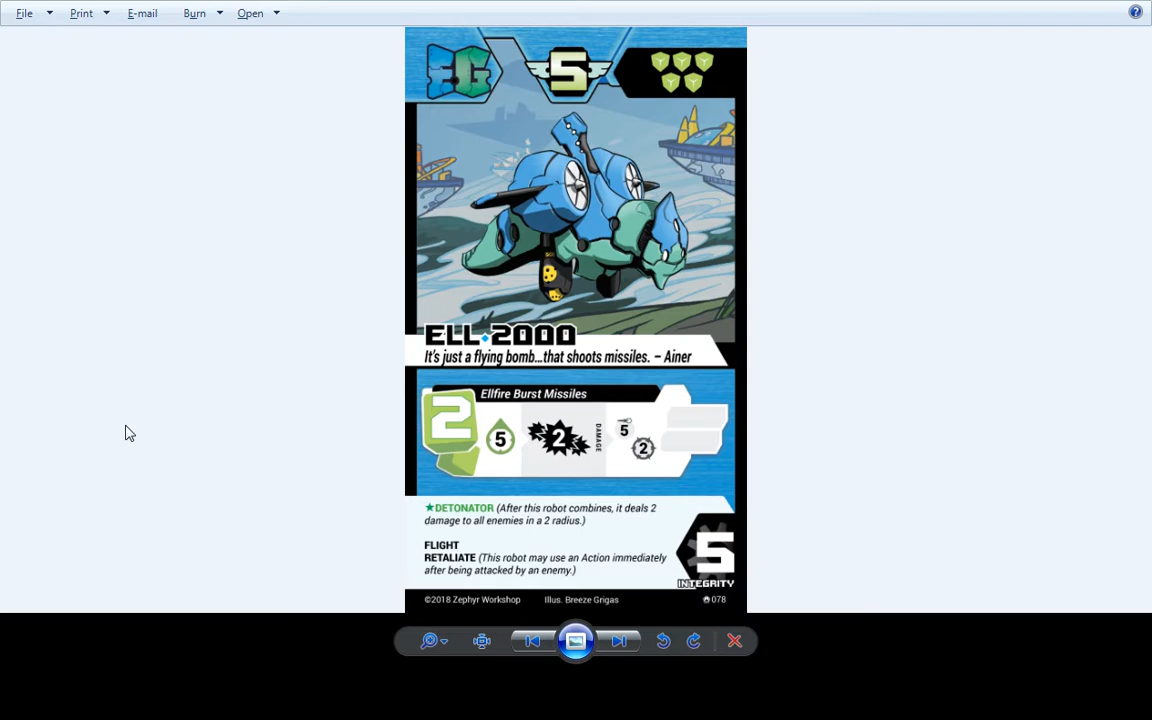 File Print E-mail Burn Open
EG
5
ELL·2000
It's just a flying bomb...that shoots missiles. – Ainer
Ellfire Burst Missiles
2
5
2
DAMAGE
5
2
★DETONATOR (After this robot combines, it deals 2
damage to all enemies in a 2 radius.)
FLIGHT
RETALIATE (This robot may use an Action immediately
after being attacked by an enemy.)
5
INTEGRITY
©2018 Zephyr Workshop Illus. Breeze Grigas 078